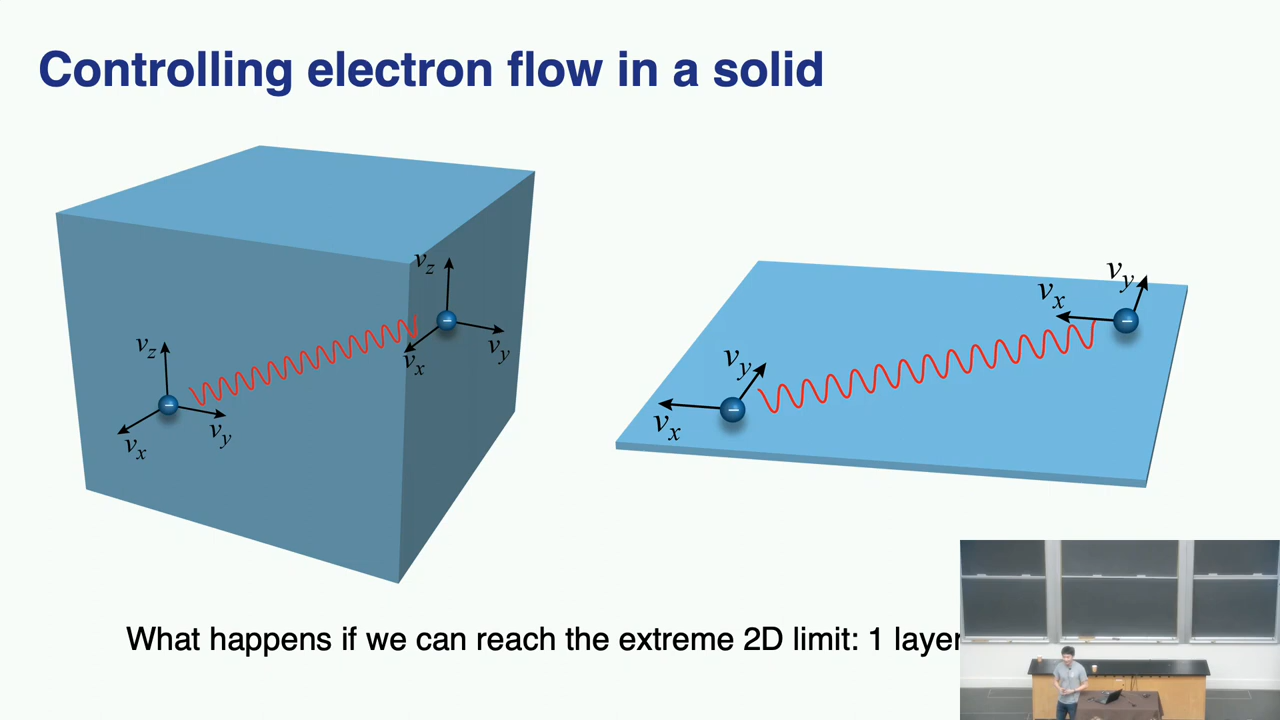 Controlling electron flow in a solid
v_z
v_z
v_y
v_x
v_y
v_x
v_y
v_x
v_y
v_x
What happens if we can reach the extreme 2D limit: 1 layer